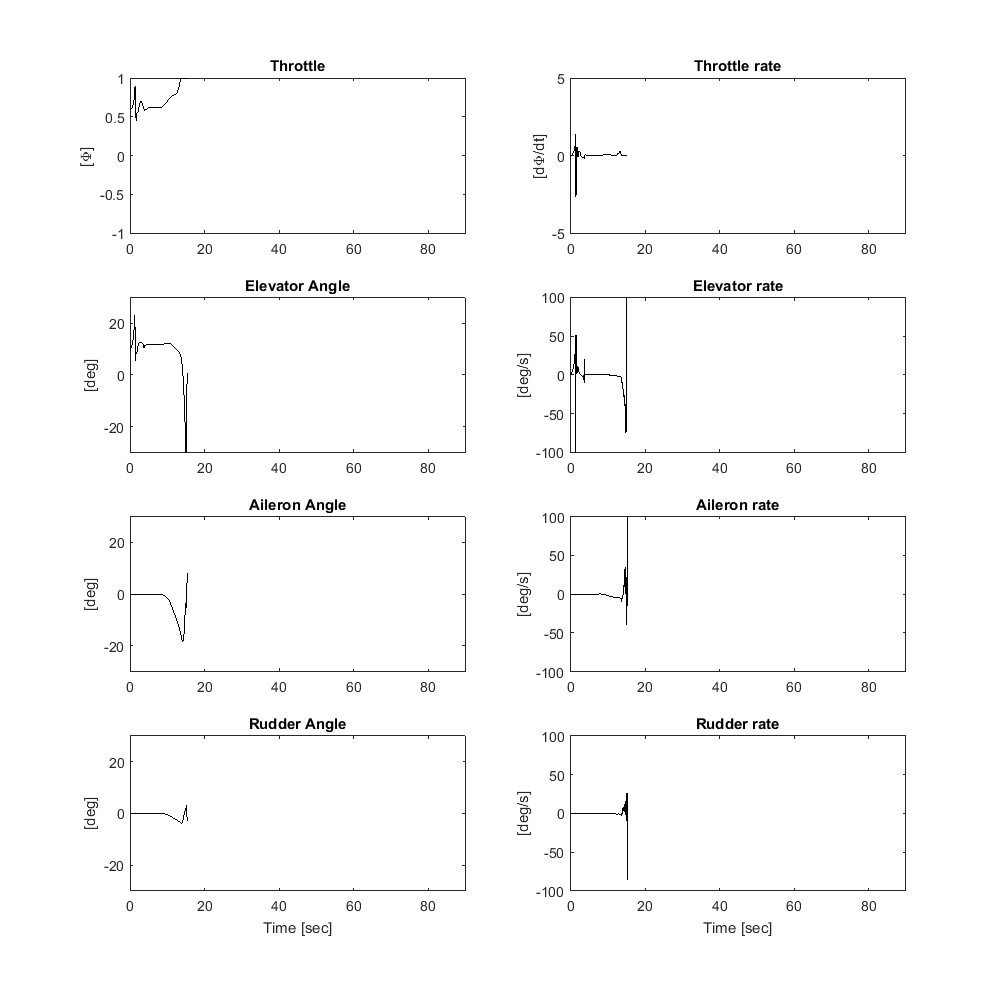 Throttle
1
0.5
0
-0.5
-1
[Φ]
0 20 40 60 80
Throttle rate
5
0
-5
[dΦ/dt]
0 20 40 60 80
Elevator Angle
20
0
-20
[deg]
0 20 40 60 80
Elevator rate
100
50
0
-50
-100
[deg/s]
0 20 40 60 80
Aileron Angle
20
0
-20
[deg]
0 20 40 60 80
Aileron rate
100
50
0
-50
-100
[deg/s]
0 20 40 60 80
Rudder Angle
20
0
-20
[deg]
0 20 40 60 80
Time [sec]
Rudder rate
100
50
0
-50
-100
[deg/s]
0 20 40 60 80
Time [sec]